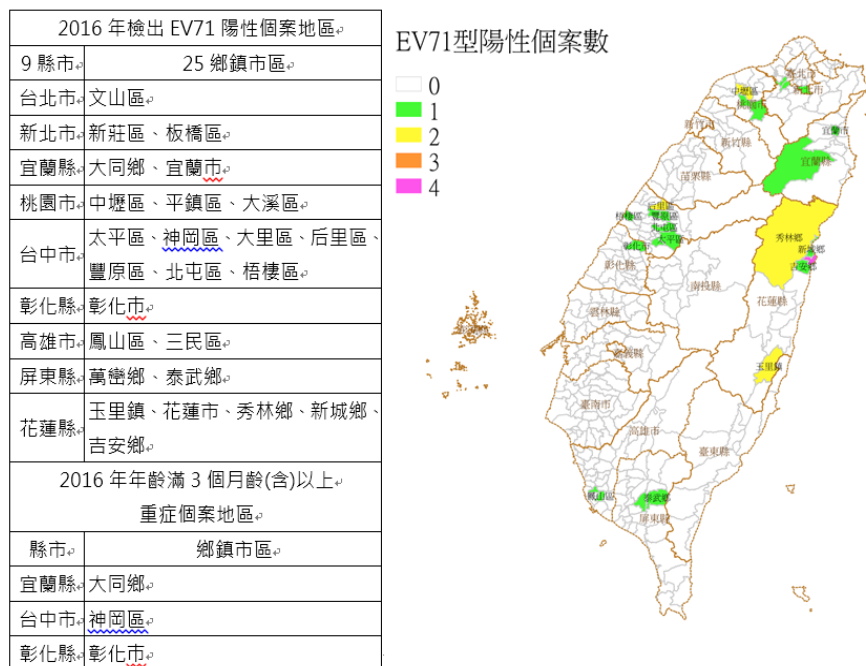 2016 年檢出 EV71 陽性個案地區
9 縣市 25 鄉鎮市區
台北市 文山區
新北市 新莊區、板橋區
宜蘭縣 大同鄉、宜蘭市
桃園市 中壢區、平鎮區、大溪區
台中市 太平區、神岡區、大里區、后里區、
豐原區、北屯區、梧棲區
彰化縣 彰化市
高雄市 鳳山區、三民區
屏東縣 萬巒鄉、泰武鄉
花蓮縣 玉里鎮、花蓮市、秀林鄉、新城鄉、
吉安鄉
2016 年年齡滿 3 個月齡(含)以上
重症個案地區
縣市 鄉鎮市區
宜蘭縣 大同鄉
台中市 神岡區
彰化縣 彰化市
EV71型陽性個案數
0
1
2
3
4
臺北市
新北市
中壢區
桃園市
新竹市
新竹縣
宜蘭市
宜蘭縣
苗栗縣
后里區
梧棲區
豐原區
北屯區
太平區
彰化市
彰化縣
秀林鄉
新城鄉
吉安鄉
南投縣
花蓮縣
雲林縣
嘉義縣
玉里鎮
臺南市
高雄市
臺東縣
鳳山區
泰武鄉
屏東縣